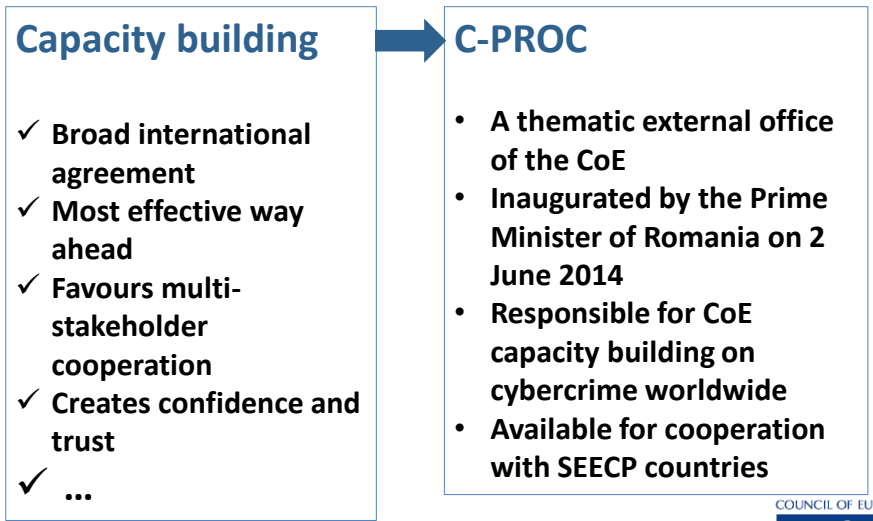 Capacity building
✓ Broad international
agreement
✓ Most effective way
ahead
✓ Favours multi-
stakeholder
cooperation
✓ Creates confidence and
trust
✓ ...
C-PROC
• A thematic external office
of the CoE
• Inaugurated by the Prime
Minister of Romania on 2
June 2014
• Responsible for CoE
capacity building on
cybercrime worldwide
• Available for cooperation
with SEECP countries
COUNCIL OF EU